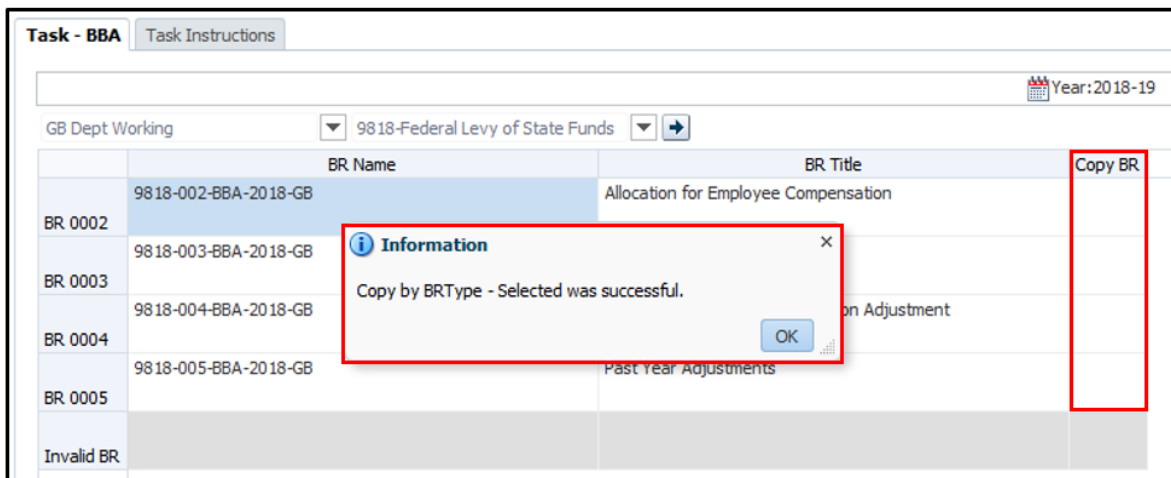 Task - BBA Task Instructions
Year:2018-19
GB Dept Working 9818-Federal Levy of State Funds
BR Name BR Title Copy BR
9818-002-BBA-2018-GB Allocation for Employee Compensation
BR 0002
Information
9818-003-BBA-2018-GB
BR 0003
Copy by BRType - Selected was successful.
9818-004-BBA-2018-GB on Adjustment
BR 0004
OK
9818-005-BBA-2018-GB Past Year Adjustments
BR 0005
Invalid BR